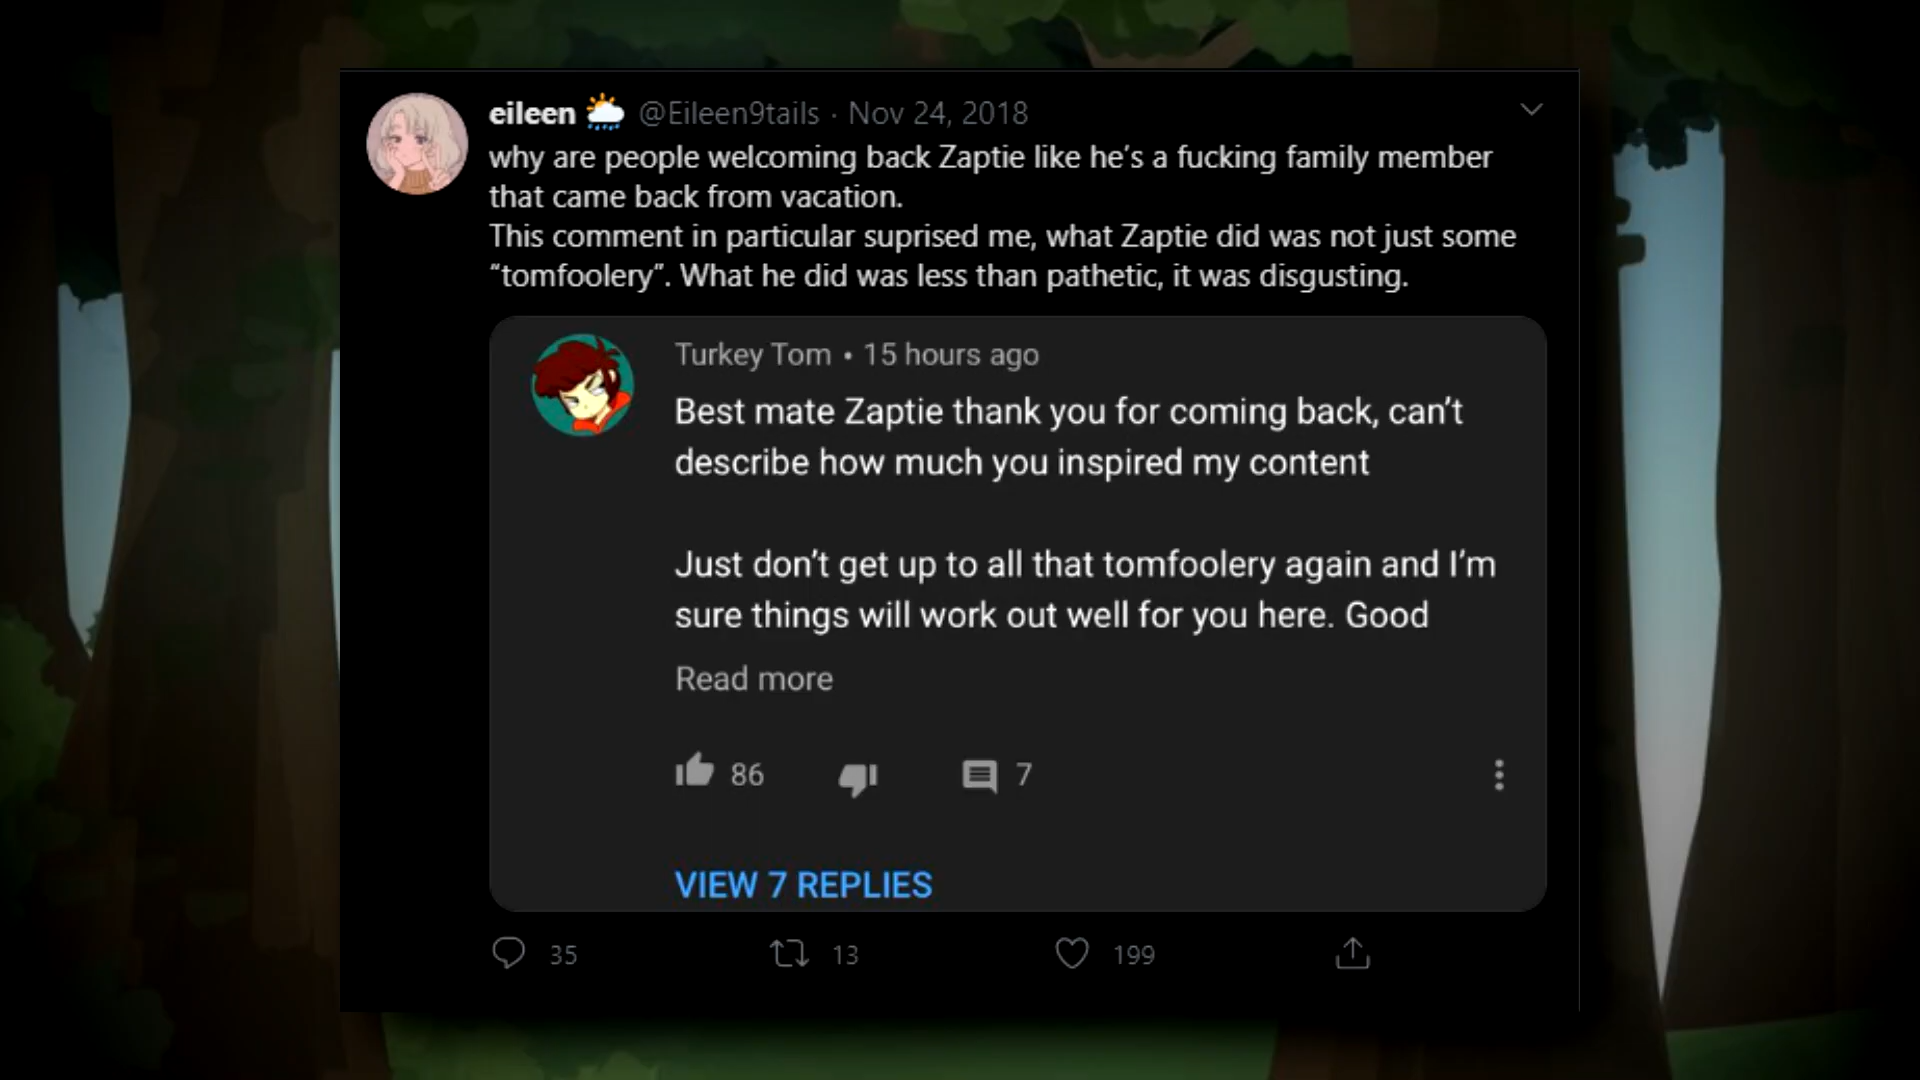 eileen @Eileen9tails · Nov 24, 2018
why are people welcoming back Zaptie like he's a fucking family member
that came back from vacation.
This comment in particular suprised me, what Zaptie did was not just some
“tomfoolery”. What he did was less than pathetic, it was disgusting.
Turkey Tom • 15 hours ago
Best mate Zaptie thank you for coming back, can't
describe how much you inspired my content
Just don't get up to all that tomfoolery again and I'm
sure things will work out well for you here. Good
Read more
86 7
VIEW 7 REPLIES
35 13 199